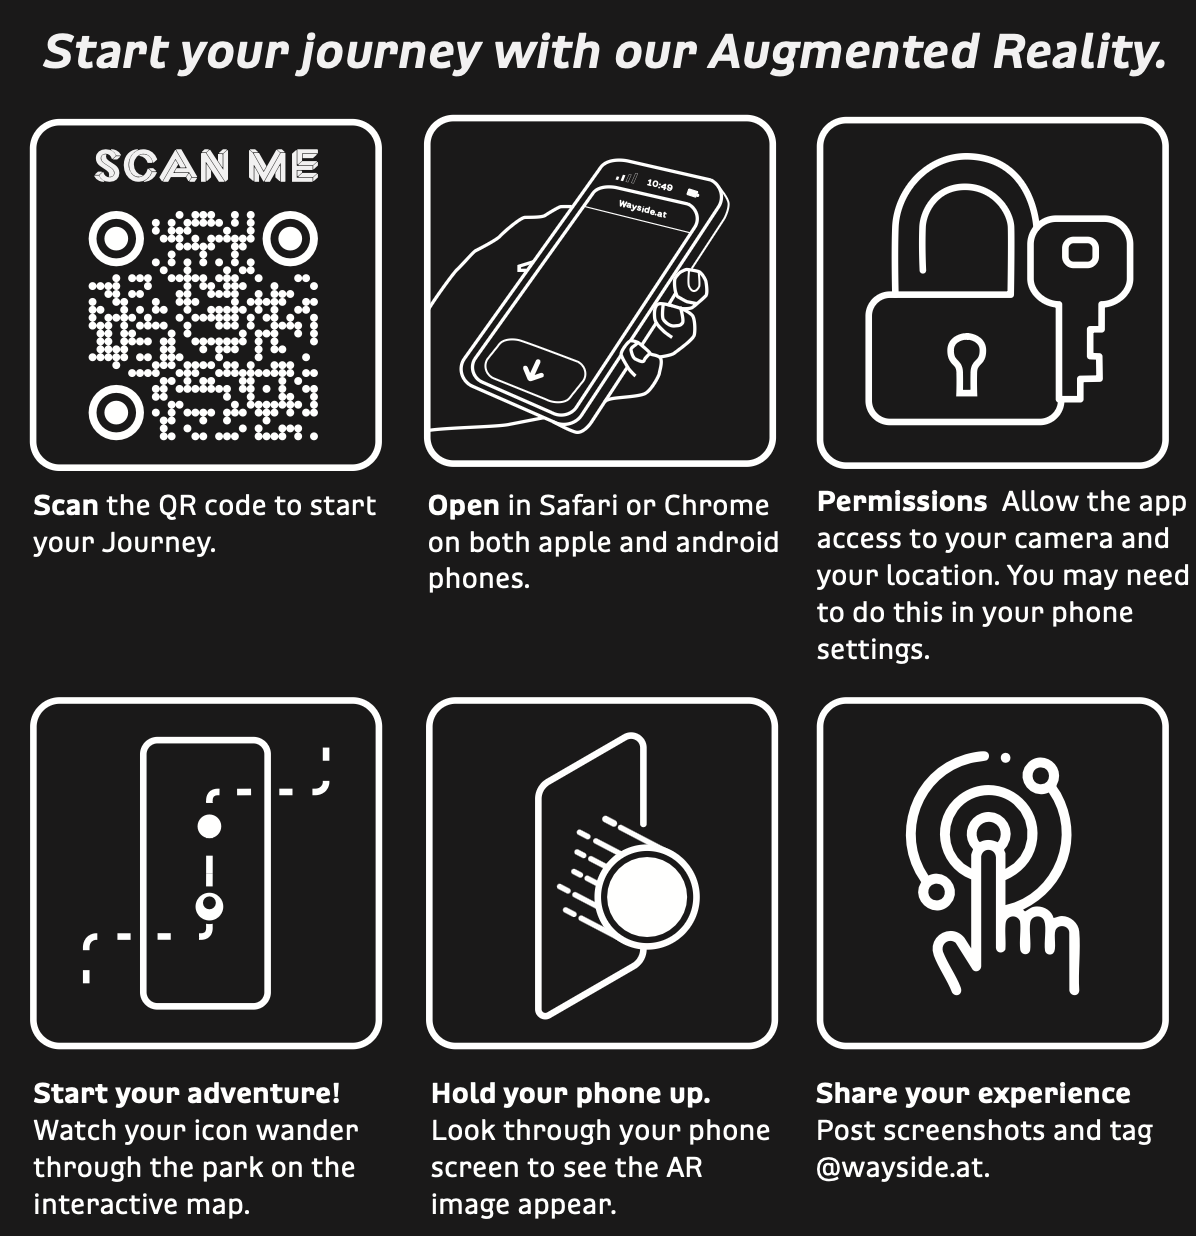 Start your journey with our Augmented Reality.
SCAN ME
10:49
Wayside.at
Scan the QR code to start
your Journey.
Open in Safari or Chrome
on both apple and android
phones.
Permissions  Allow the app
access to your camera and
your location. You may need
to do this in your phone
settings.
Start your adventure!
Watch your icon wander
through the park on the
interactive map.
Hold your phone up.
Look through your phone
screen to see the AR
image appear.
Share your experience
Post screenshots and tag
@wayside.at.